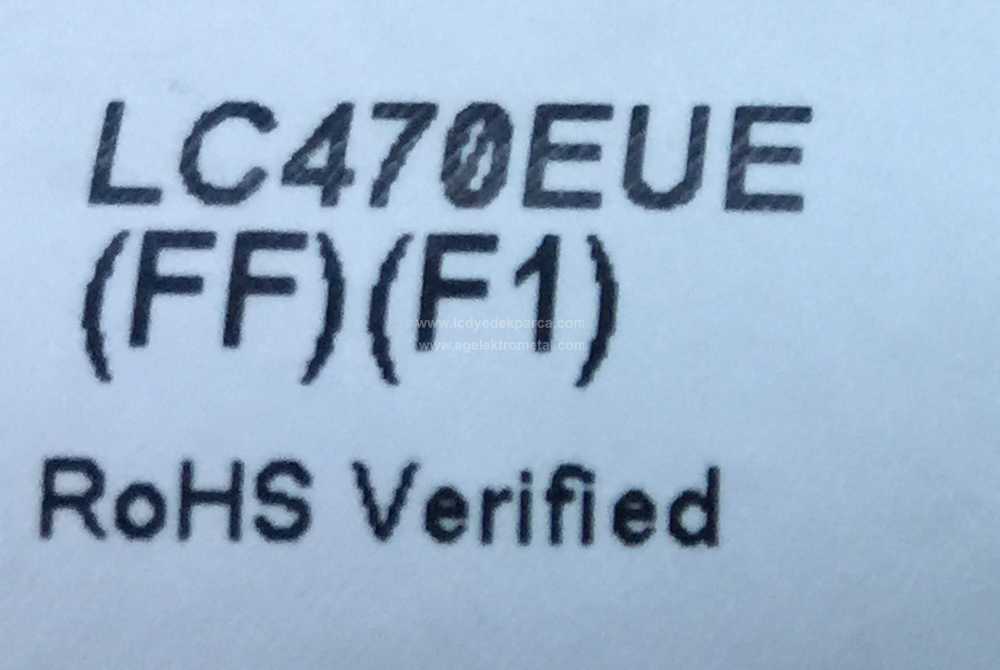 LC470EUE
(FF)(F1)
www.lcdyedekparca.com
www.agelektrometal.com
RoHS Verified